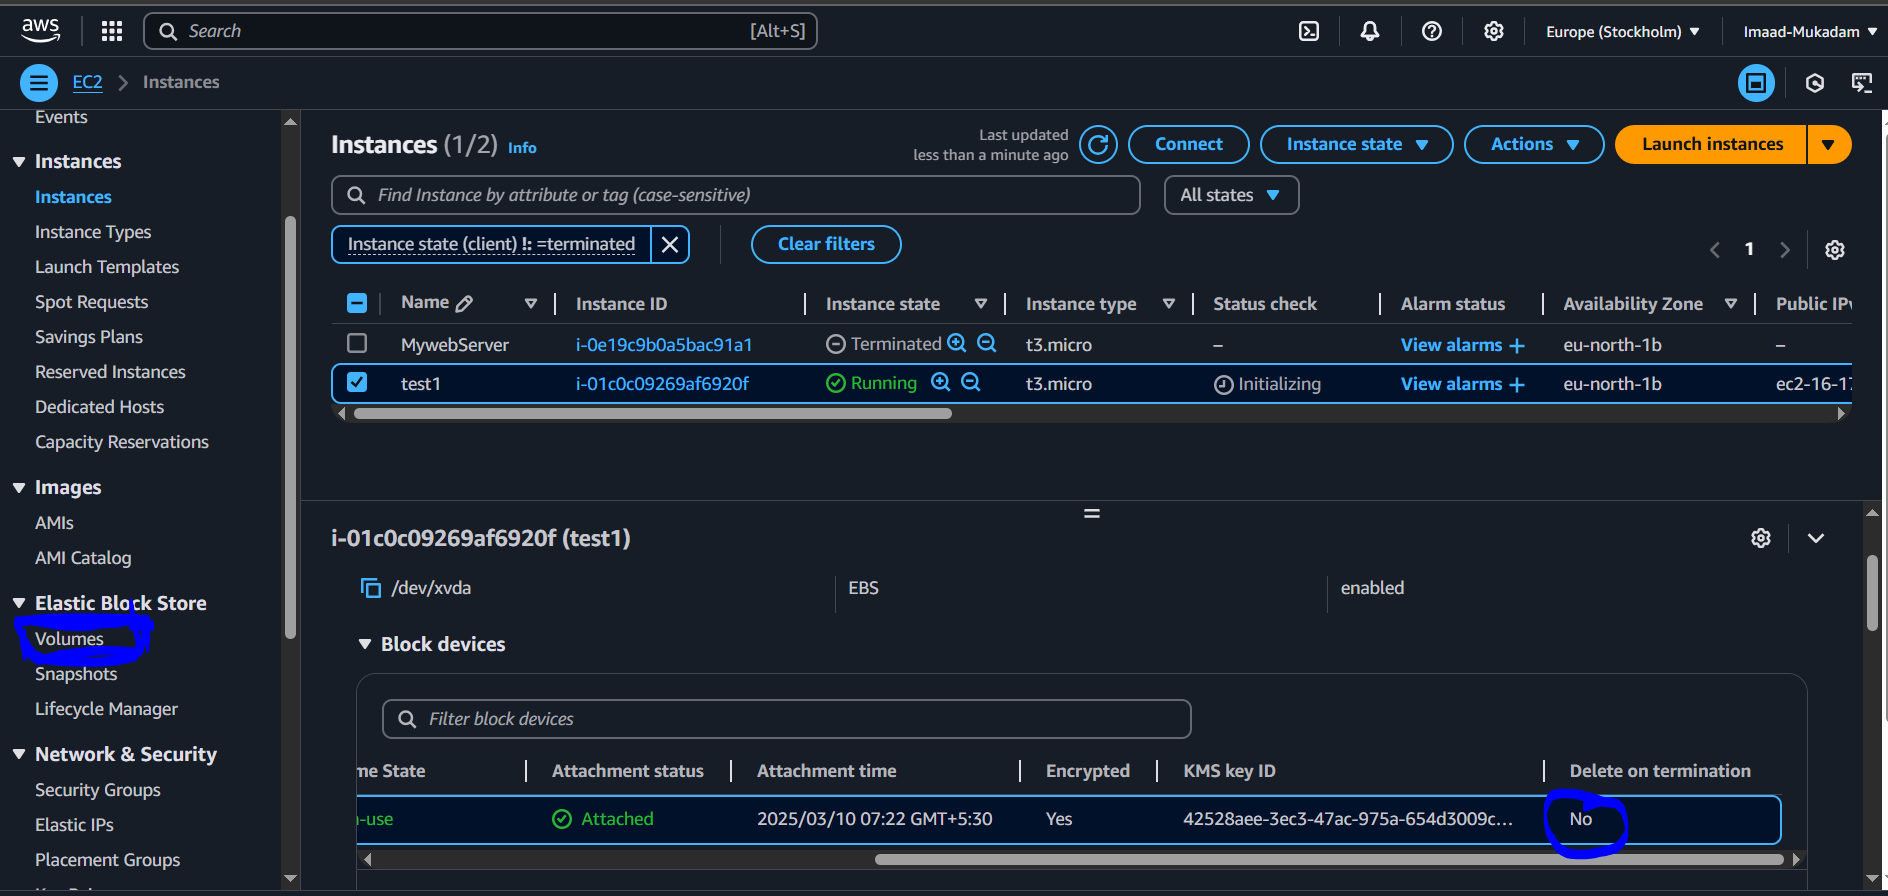 aws
Search [Alt+S]
Europe (Stockholm)
Imaad-Mukadam
EC2
Instances
Events
Instances
Instances
Instance Types
Launch Templates
Spot Requests
Savings Plans
Reserved Instances
Dedicated Hosts
Capacity Reservations
Images
AMIs
AMI Catalog
Elastic Block Store
Volumes
Snapshots
Lifecycle Manager
Network & Security
Security Groups
Elastic IPs
Placement Groups
Instances (1/2) Info
Last updated
less than a minute ago
Connect
Instance state
Actions
Launch instances
Find Instance by attribute or tag (case-sensitive)
All states
Instance state (client) !: =terminated
Clear filters
1
Name Instance ID Instance state Instance type Status check Alarm status Availability Zone Public IPv
MywebServer i-0e19c9b0a5bac91a1 Terminated t3.micro – View alarms + eu-north-1b –
test1 i-01c0c09269af6920f Running t3.micro Initializing View alarms + eu-north-1b ec2-16-17
i-01c0c09269af6920f (test1)
/dev/xvda EBS enabled
Block devices
Filter block devices
me State Attachment status Attachment time Encrypted KMS key ID Delete on termination
-use Attached 2025/03/10 07:22 GMT+5:30 Yes 42528aee-3ec3-47ac-975a-654d3009c... No